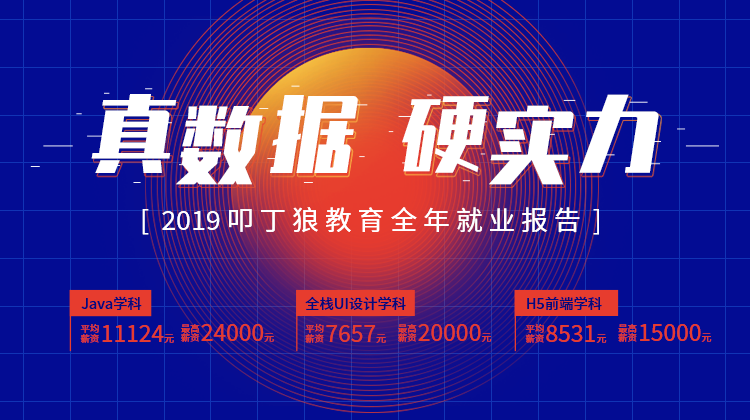 真数据 硬实力
[ 2019叩丁狼教育全年就业报告 ]
Java学科
平均薪资11124元 最高薪资24000元
全栈UI设计学科
平均薪资7657元 最高薪资20000元
H5前端学科
平均薪资8531元 最高薪资15000元